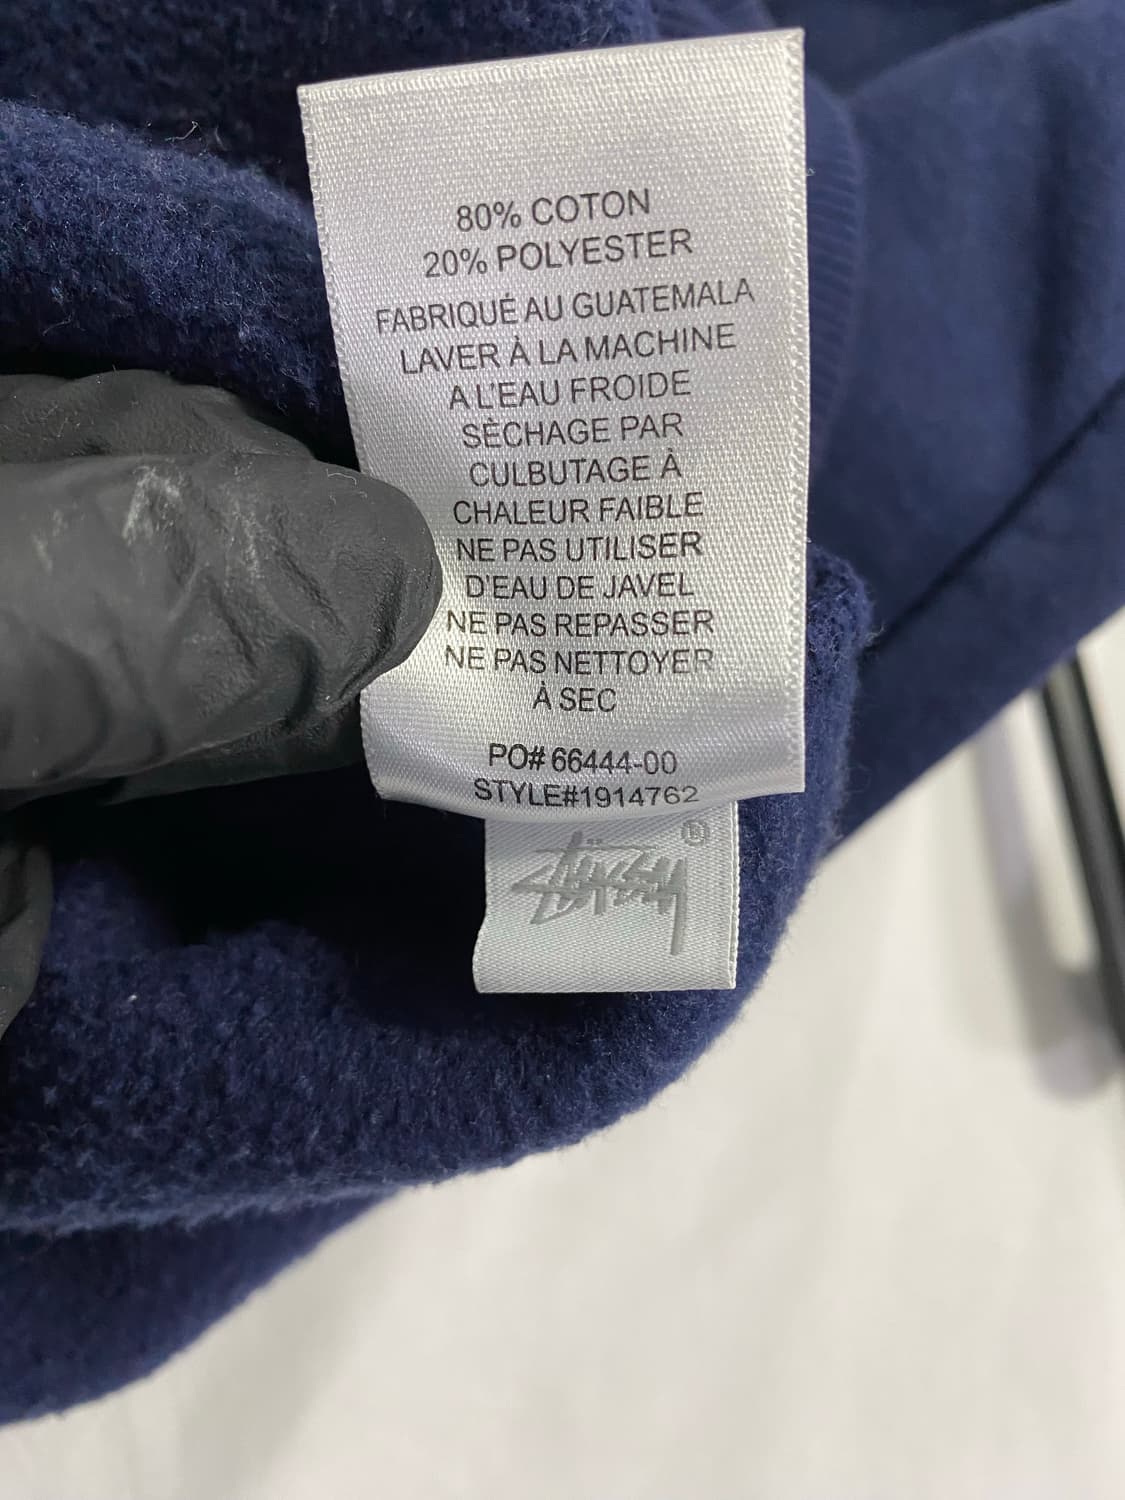 80% COTON
20% POLYESTER
FABRIQUÉ AU GUATEMALA
LAVER À LA MACHINE
A L'EAU FROIDE
SÈCHAGE PAR
CULBUTAGE À
CHALEUR FAIBLE
NE PAS UTILISER
D'EAU DE JAVEL
NE PAS REPASSER
NE PAS NETTOYER
À SEC
PO# 66444-00
STYLE#1914762
Stüssy ®